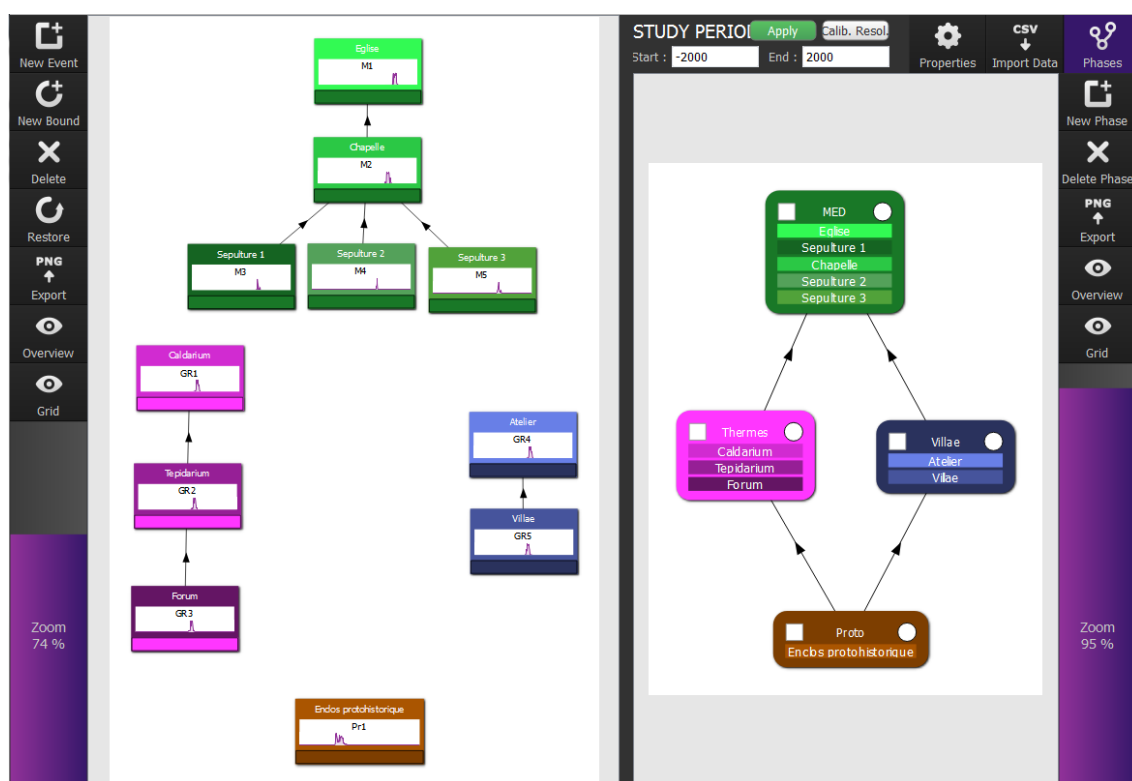 New Event
New Bound
Delete
Restore
PNG
Export
Overview
Grid
Zoom
74 %
Eglise
M1
Chapelle
M2
Sepulture 1
M3
Sepulture 2
M4
Sepulture 3
M5
Caldarium
GR1
Tepidarium
GR2
Forum
GR3
Atelier
GR4
Villae
GR5
Enclos protohistorique
Pr1
STUDY PERIOD
Apply
Calib. Resol.
Start : -2000
End : 2000
Properties
CSV
Import Data
Phases
New Phase
Delete Phase
PNG
Export
Overview
Grid
Zoom
95 %
MED
Eglise
Sepulture 1
Chapelle
Sepulture 2
Sepulture 3
Thermes
Caldarium
Tepidarium
Forum
Villae
Atelier
Villae
Proto
Enclos protohistorique